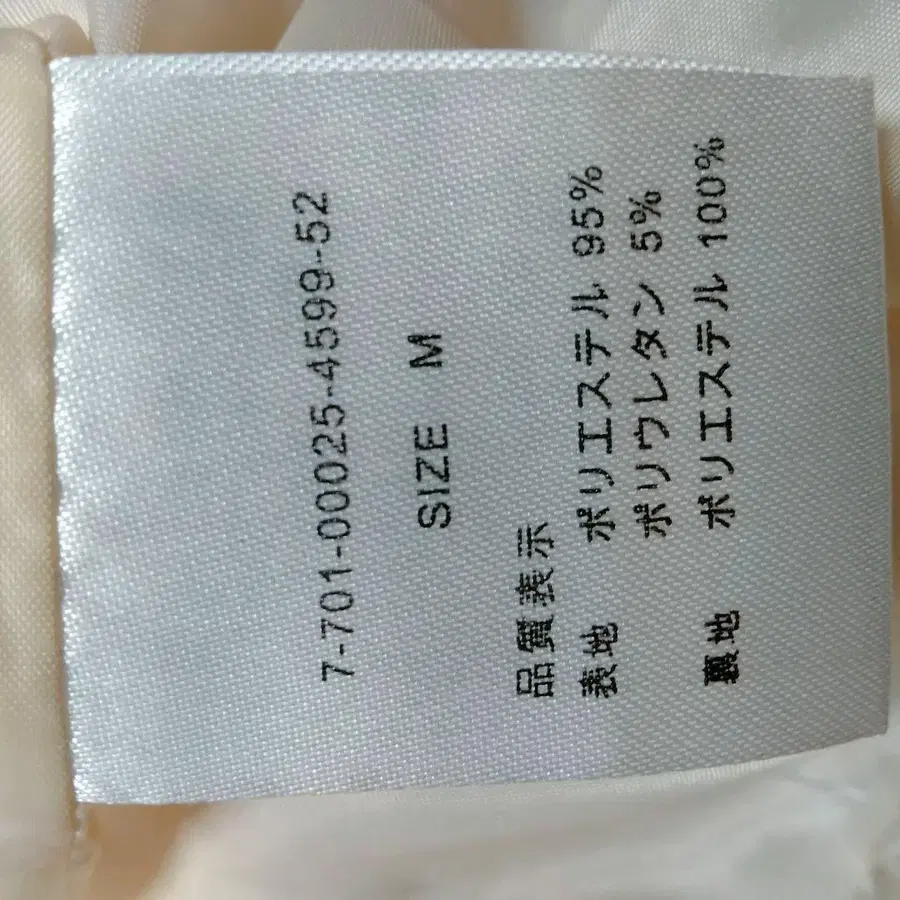 7-701-00025-4599-52
SIZE M
品質表示
表地 ポリエステル 95%
ポリウレタン 5%
裏地 ポリエステル 100%